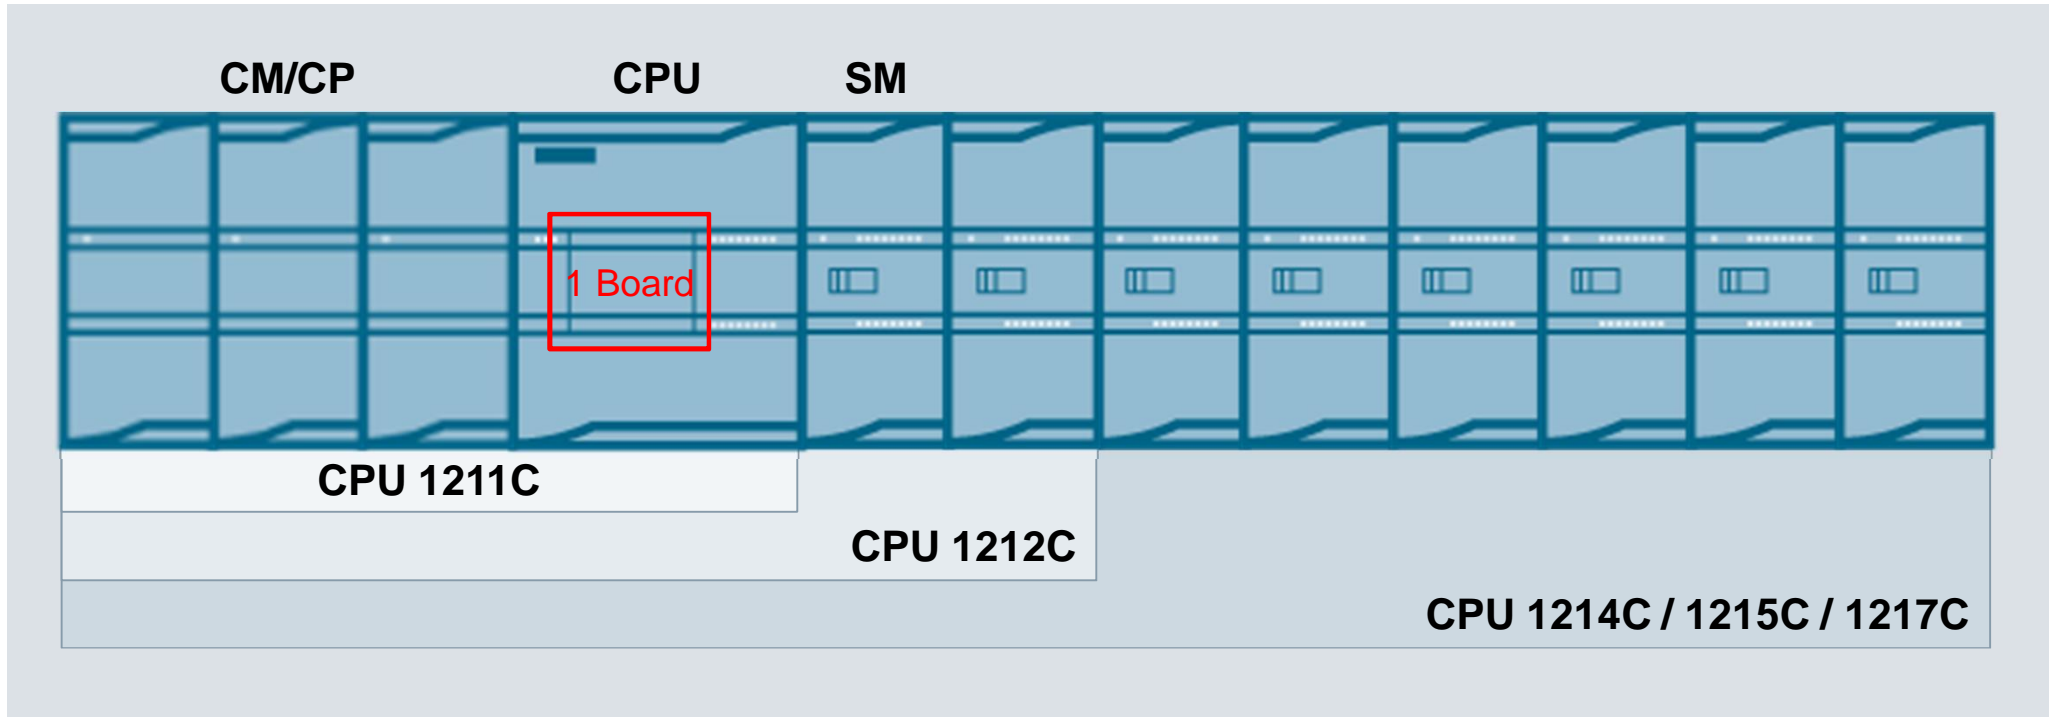 CM/CP CPU SM
1 Board
CPU 1211C
CPU 1212C
CPU 1214C / 1215C / 1217C